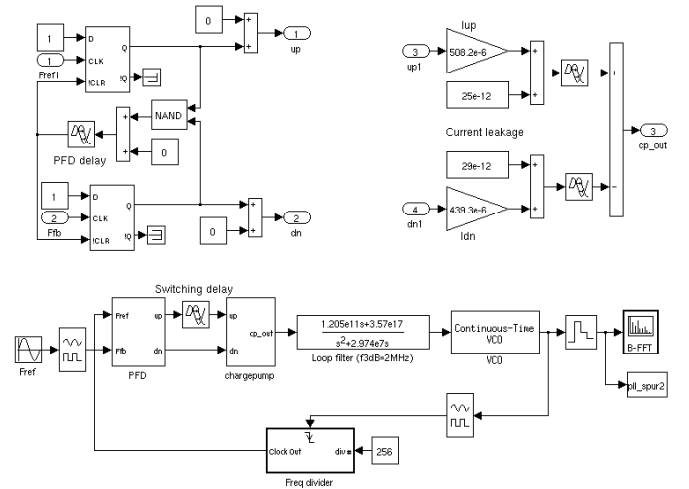 0
+
+
1
up
1
D
Q
1
CLK
Fref1
!CLR
!Q
NAND
+
+
0
PFD delay
1
D
Q
2
CLK
Ffb
!CLR
!Q
0
+
+
2
dn
Iup
3
508.2e-6
up1
+
+
25e-12
Current leakage
3
cp_out
29e-12
+
+
4
439.3e-6
dn1
Idn
Switching delay
Fref
up
up
cp_out
Ffb
dn
dn
Fref
PFD
chargepump
1.205e11s+3.57e17
s²+2.974e7s
Loop filter (f3dB=2MHz)
Continuous-Time
VCO
VCO
B-FFT
pll_spur2
Clock Out
div #
256
Freq divider